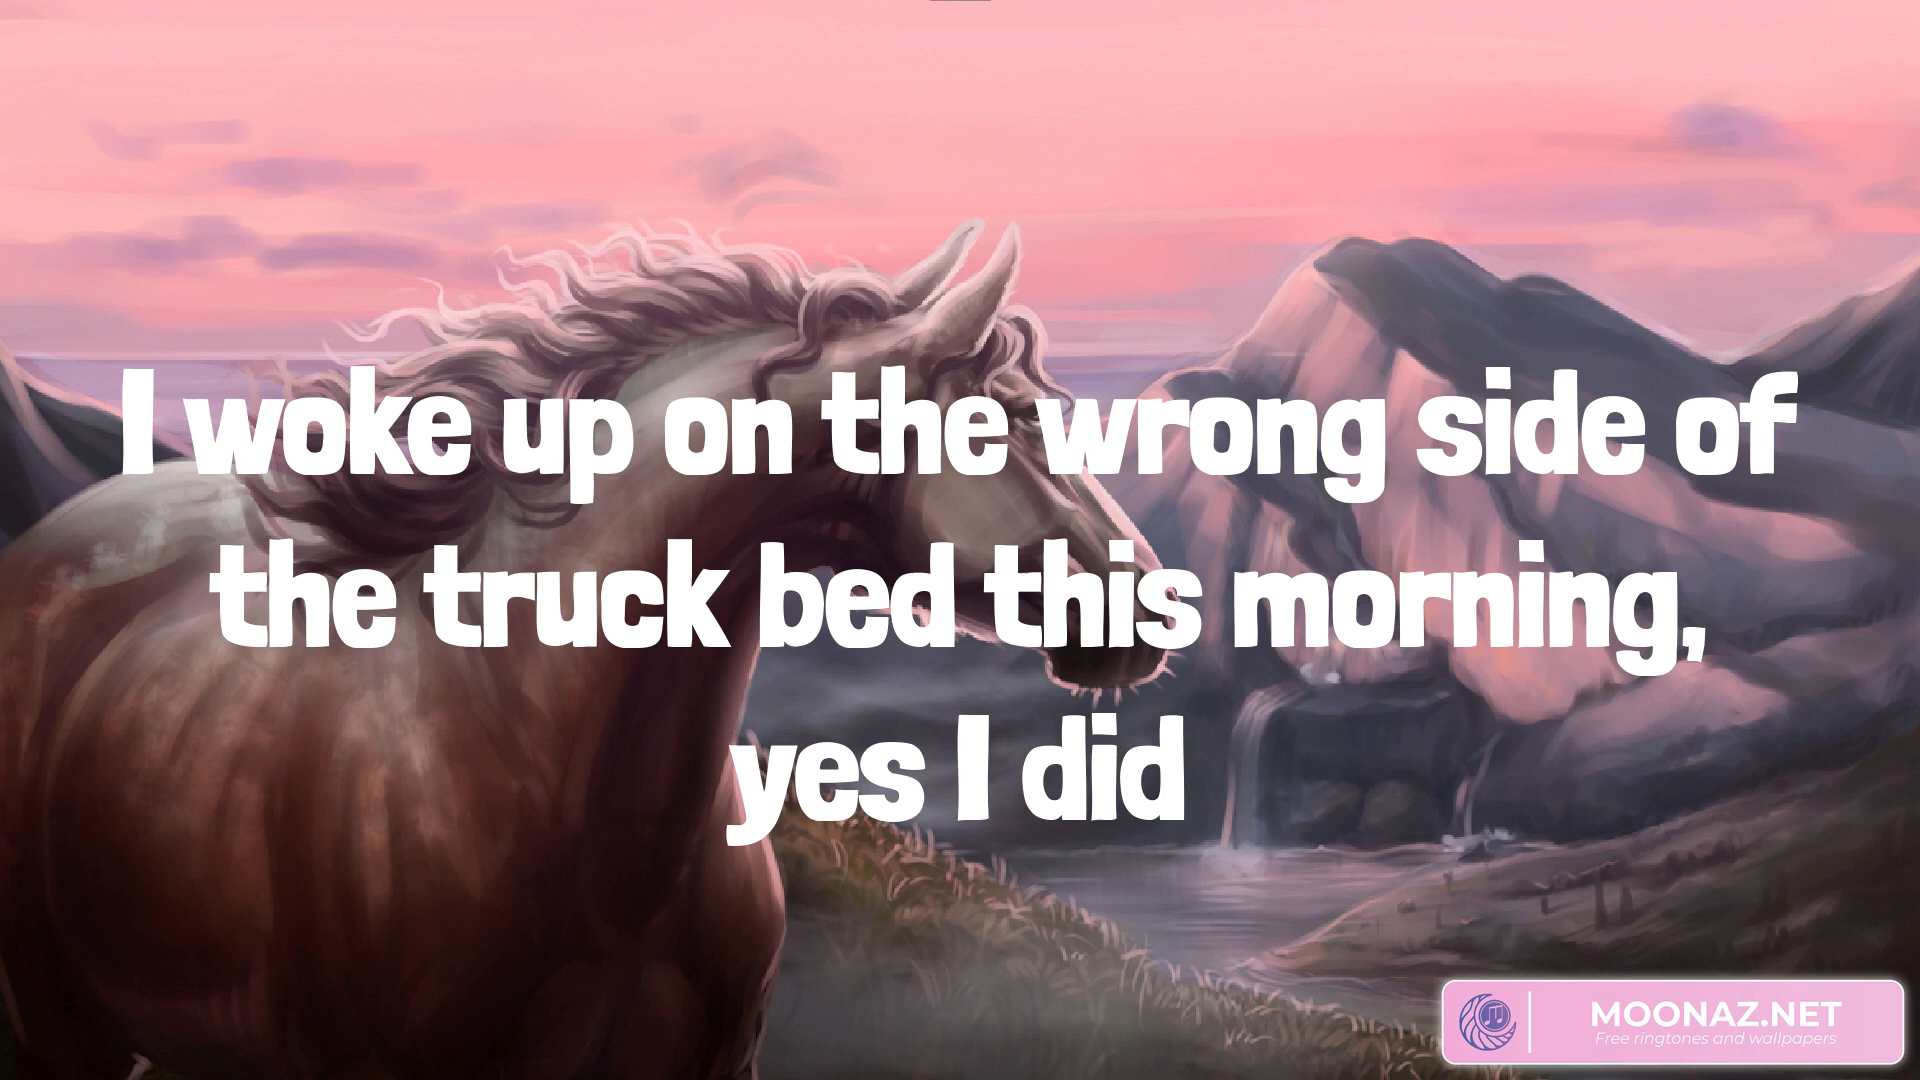 I woke up on the wrong side of
the truck bed this morning,
yes I did
MOONAZ.NET
Free ringtones and wallpapers